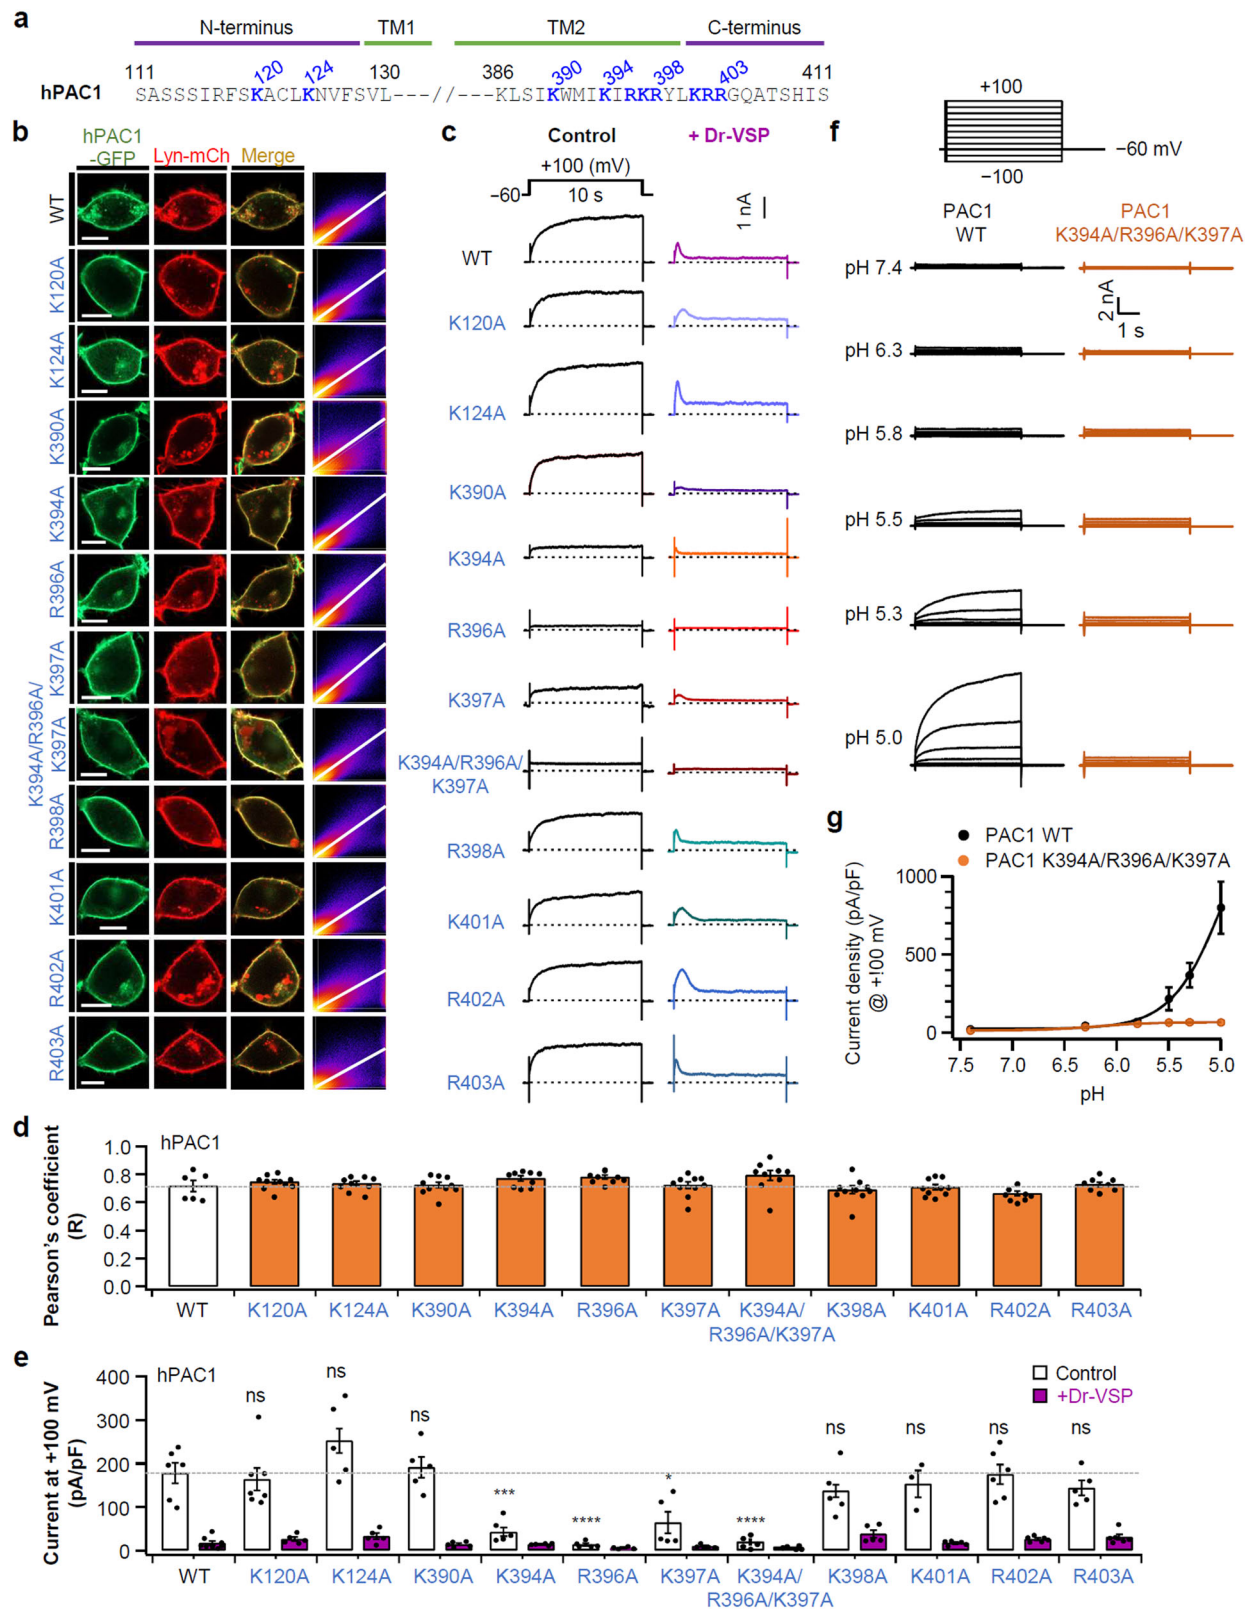 a
N-terminus TM1 TM2 C-terminus
111 120 124 130 386 390 394 398 403 411
hPAC1 SASSSIRFSKACLKNVFSVL---//---KLSIKWMIKIRKRYLKRRGQATSHIS
b
hPAC1 -GFP Lyn-mCh Merge
WT
K120A
K124A
K390A
K394A
R396A
K397A
K394A/R396A/
K397A
R398A
K401A
R402A
R403A
c
Control + Dr-VSP
+100 (mV)
−60 10 s
1 nA
WT
K120A
K124A
K390A
K394A
R396A
K397A
K394A/R396A/
K397A
R398A
K401A
R402A
R403A
f
+100
−60 mV
−100
PAC1 WT
PAC1 K394A/R396A/K397A
pH 7.4
2 nA
1 s
pH 6.3
pH 5.8
pH 5.5
pH 5.3
pH 5.0
g
PAC1 WT
PAC1 K394A/R396A/K397A
Current density (pA/pF)
@ +!00 mV
1000
500
0
7.5 7.0 6.5 6.0 5.5 5.0
pH
d
hPAC1
Pearson's coefficient
(R)
1.0
0.8
0.6
0.4
0.2
0.0
WT K120A K124A K390A K394A R396A K397A K394A/ K398A K401A R402A R403A
R396A/K397A
e
hPAC1
Control
+Dr-VSP
Current at +100 mV
(pA/pF)
400
300
200
100
0
ns ns ns *** **** * **** ns ns ns ns
WT K120A K124A K390A K394A R396A K397A K394A/ K398A K401A R402A R403A
R396A/K397A